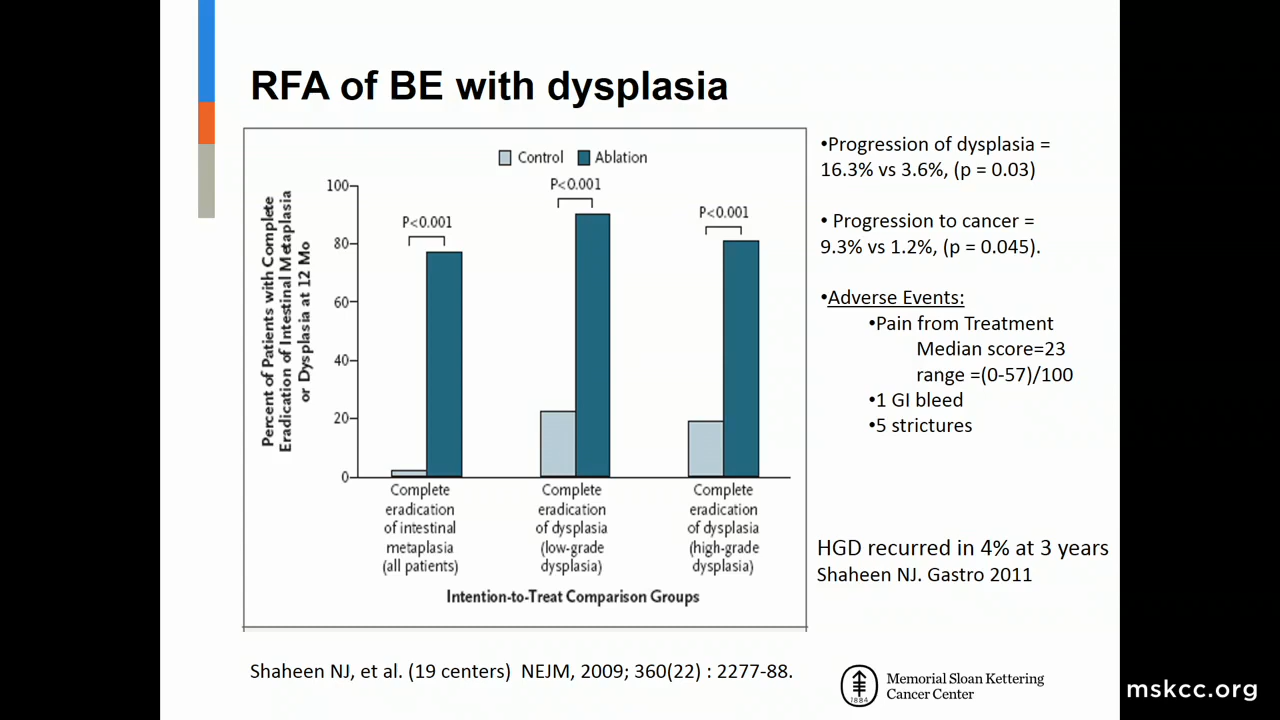 RFA of BE with dysplasia
Control Ablation
Percent of Patients with Complete
Eradication of Intestinal Metaplasia
or Dysplasia at 12 Mo
100
80
60
40
20
0
P<0.001
P<0.001
P<0.001
Complete
eradication
of intestinal
metaplasia
(all patients)
Complete
eradication
of dysplasia
(low-grade
dysplasia)
Complete
eradication
of dysplasia
(high-grade
dysplasia)
Intention-to-Treat Comparison Groups
•Progression of dysplasia =
16.3% vs 3.6%, (p = 0.03)
• Progression to cancer =
9.3% vs 1.2%, (p = 0.045).
•Adverse Events:
•Pain from Treatment
Median score=23
range =(0-57)/100
•1 GI bleed
•5 strictures
HGD recurred in 4% at 3 years
Shaheen NJ. Gastro 2011
Shaheen NJ, et al. (19 centers) NEJM, 2009; 360(22) : 2277-88.
1884
Memorial Sloan Kettering
Cancer Center
mskcc.org